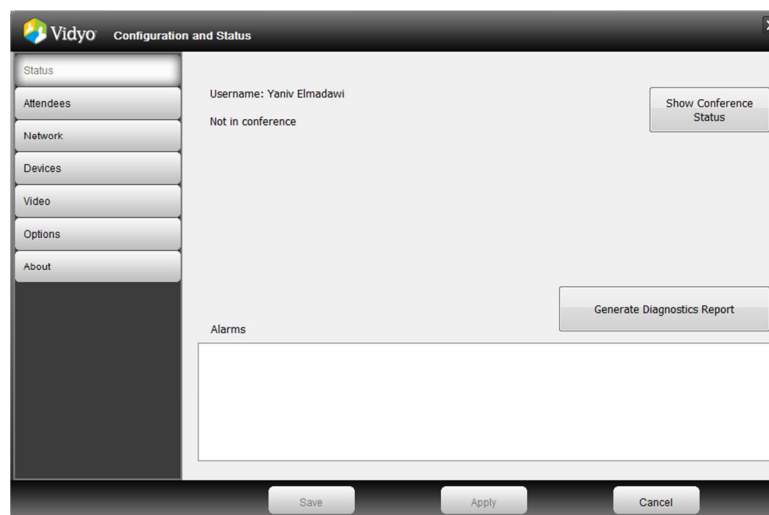 Vidyo Configuration and Status
Status
Attendees
Network
Devices
Video
Options
About
Username: Yaniv Elmadawi
Not in conference
Show Conference
Status
Generate Diagnostics Report
Alarms
Save Apply Cancel